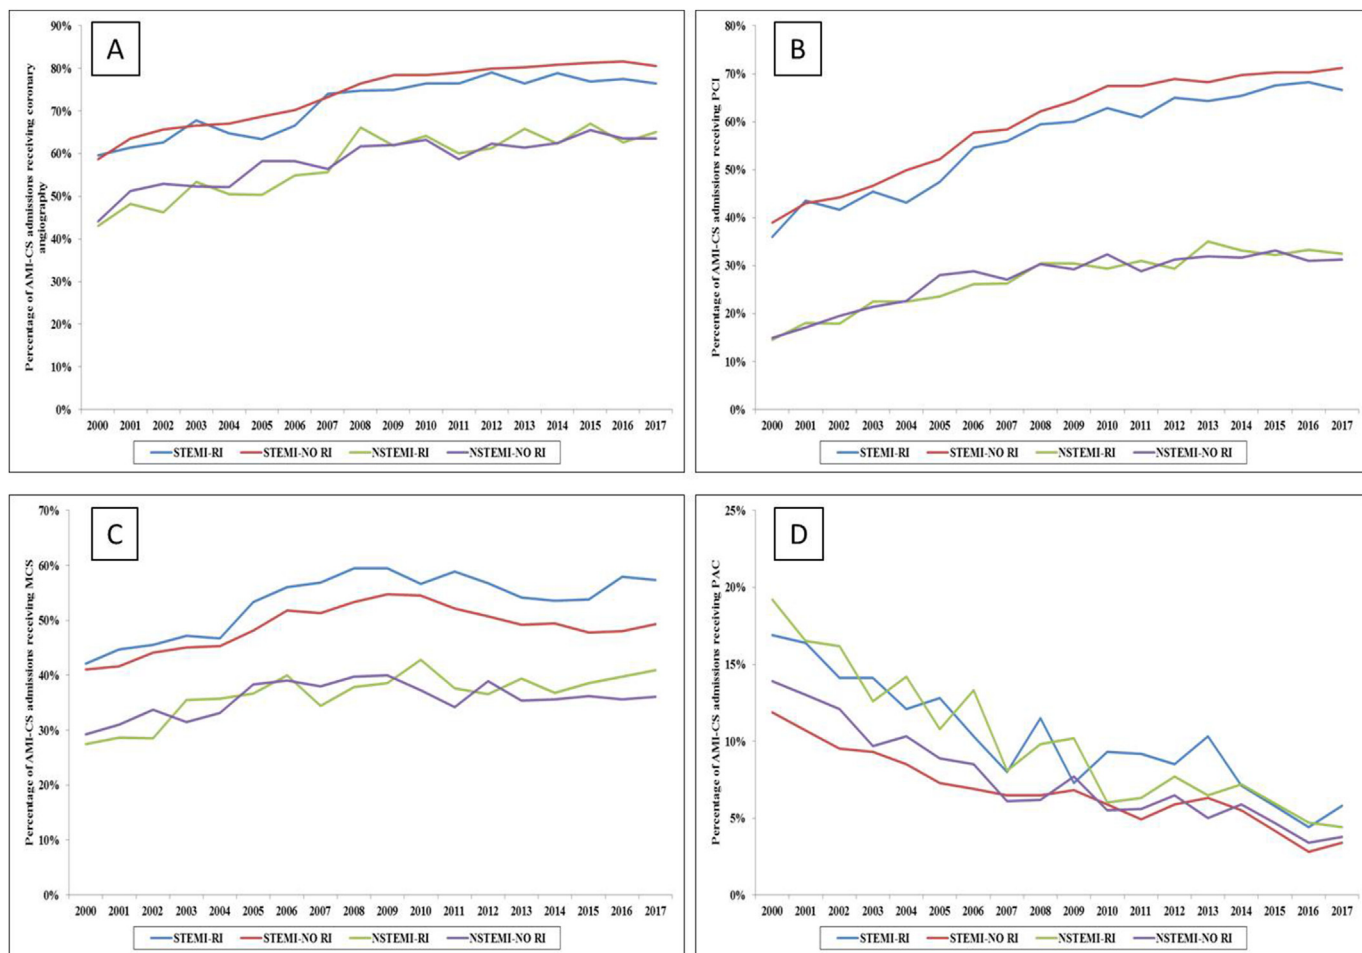 A
Percentage of AMI-CS admissions receiving coronary
angiography
90%
80%
70%
60%
50%
40%
30%
20%
10%
0%
2000 2001 2002 2003 2004 2005 2006 2007 2008 2009 2010 2011 2012 2013 2014 2015 2016 2017
STEMI-RI STEMI-NO RI NSTEMI-RI NSTEMI-NO RI
B
Percentage of AMI-CS admissions receiving PCI
80%
70%
60%
50%
40%
30%
20%
10%
0%
2000 2001 2002 2003 2004 2005 2006 2007 2008 2009 2010 2011 2012 2013 2014 2015 2016 2017
STEMI-RI STEMI-NO RI NSTEMI-RI NSTEMI-NO RI
C
Percentage of AMI-CS admissions receiving MCS
70%
60%
50%
40%
30%
20%
10%
0%
2000 2001 2002 2003 2004 2005 2006 2007 2008 2009 2010 2011 2012 2013 2014 2015 2016 2017
STEMI-RI STEMI-NO RI NSTEMI-RI NSTEMI-NO RI
D
Percentage of AMI-CS admissions receiving PAC
25%
20%
15%
10%
5%
0%
2000 2001 2002 2003 2004 2005 2006 2007 2008 2009 2010 2011 2012 2013 2014 2015 2016 2017
STEMI-RI STEMI-NO RI NSTEMI-RI NSTEMI-NO RI